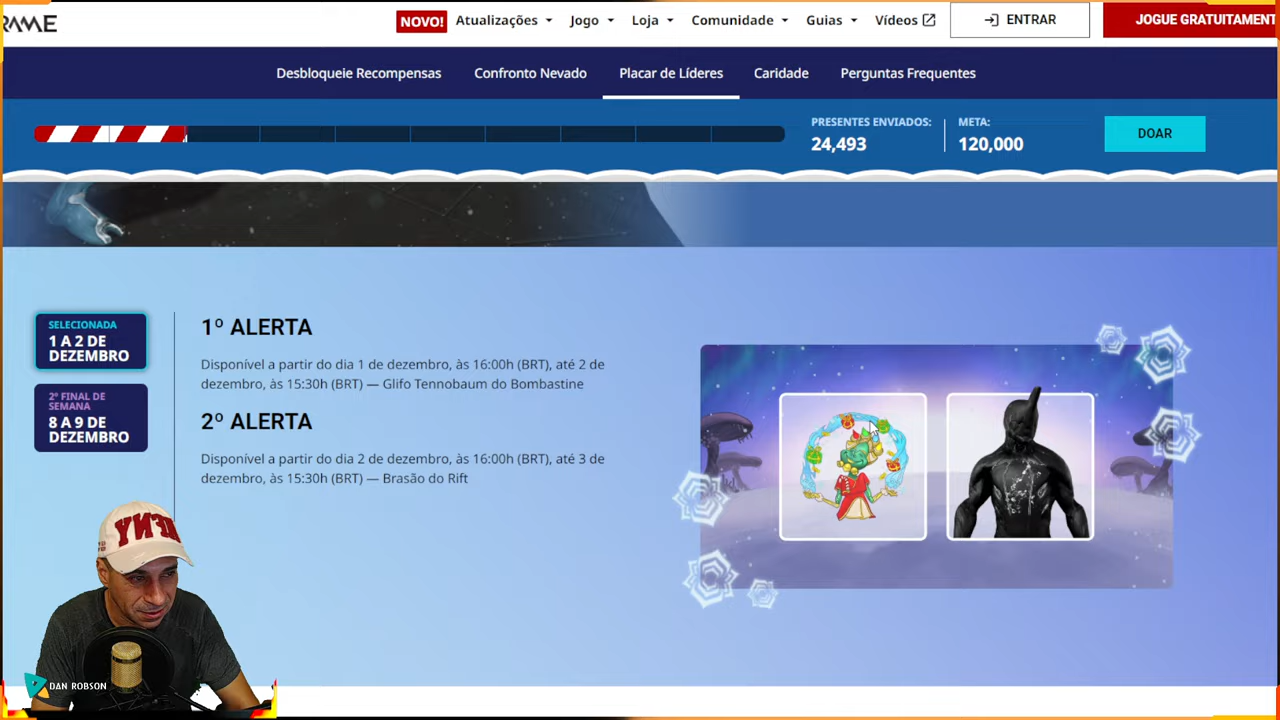 RAME
NOVO! Atualizações Jogo Loja Comunidade Guias Vídeos ENTRAR JOGUE GRATUITAMENT
Desbloqueie Recompensas Confronto Nevado Placar de Líderes Caridade Perguntas Frequentes
PRESENTES ENVIADOS: META:
24,493 120,000
DOAR
SELECIONADA
1 A 2 DE
DEZEMBRO
2º FINAL DE
SEMANA
8 A 9 DE
DEZEMBRO
1º ALERTA
Disponível a partir do dia 1 de dezembro, às 16:00h (BRT), até 2 de
dezembro, às 15:30h (BRT) — Glifo Tennobaum do Bombastine
2º ALERTA
Disponível a partir do dia 2 de dezembro, às 16:00h (BRT), até 3 de
dezembro, às 15:30h (BRT) — Brasão do Rift
DAN ROBSON